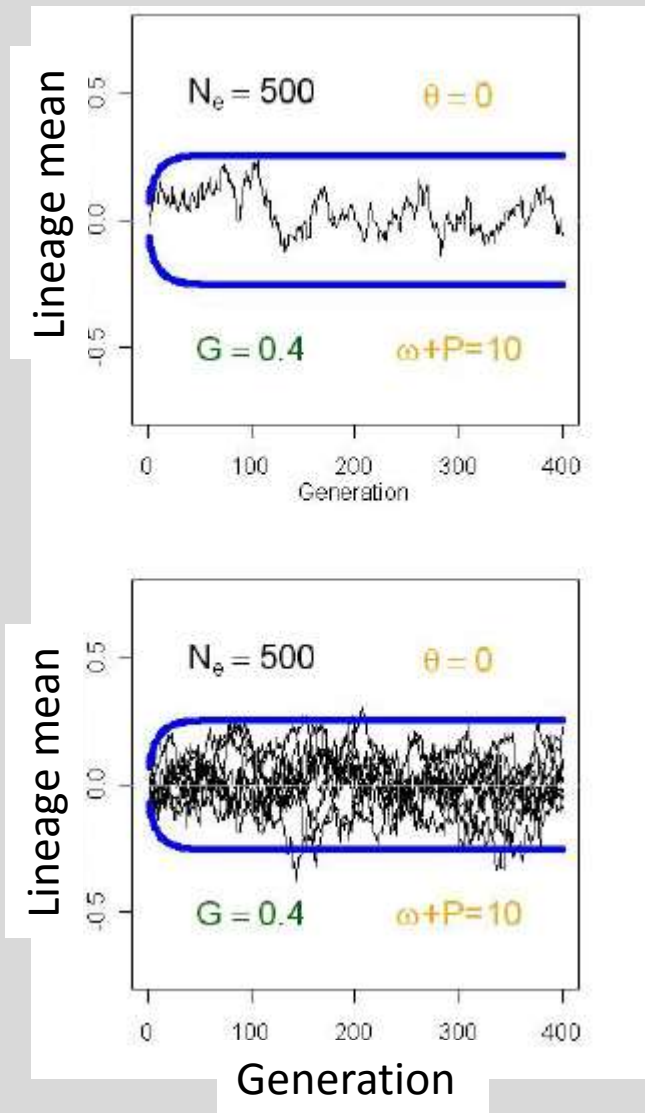 Lineage mean
0.5
0.0
-0.5
Nₑ = 500
θ = 0
G = 0.4
ω+P=10
0 100 200 300 400
Generation
Lineage mean
0.5
0.0
-0.5
Nₑ = 500
θ = 0
G = 0.4
ω+P=10
0 100 200 300 400
Generation